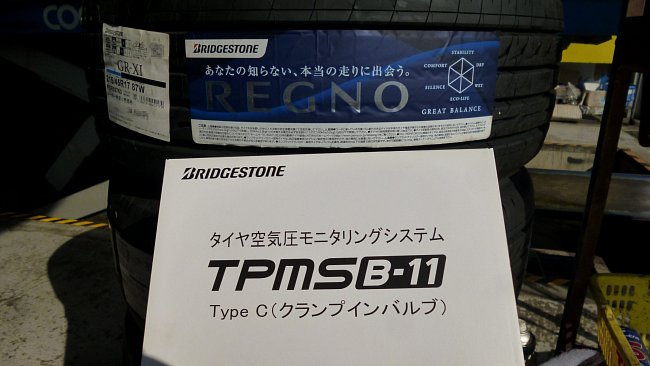 CO
GR-XI
45R17 87W
BRIDGESTONE
あなたの知らない、本当の走りに出会う。
REGNO
STABILITY
COMFORT
DRY
SILENCE
WET
ECO-LIFE
GREAT BALANCE
BRIDGESTONE
タイヤ空気圧モニタリングシステム
TPMS B-11
Type C(クランプインバルブ)